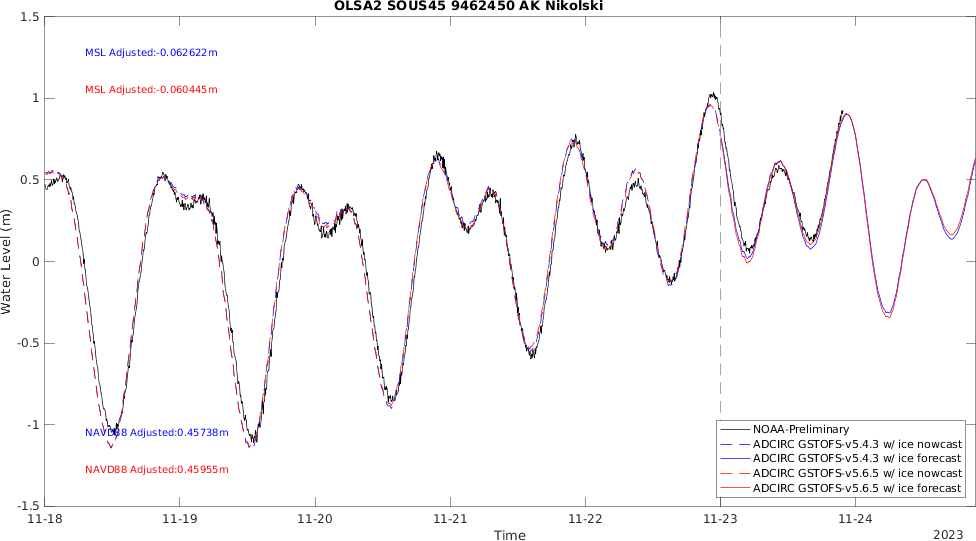 OLSA2 SOUS45 9462450 AK Nikolski
1.5
MSL Adjusted:-0.062622m
MSL Adjusted:-0.060445m
1
0.5
0
-0.5
-1
-1.5
Water Level (m)
NAVD88 Adjusted:0.45738m
NAVD88 Adjusted:0.45955m
NOAA-Preliminary
ADCIRC GSTOFS-v5.4.3 w/ ice nowcast
ADCIRC GSTOFS-v5.4.3 w/ ice forecast
ADCIRC GSTOFS-v5.6.5 w/ ice nowcast
ADCIRC GSTOFS-v5.6.5 w/ ice forecast
11-18 11-19 11-20 11-21 11-22 11-23 11-24
Time
2023